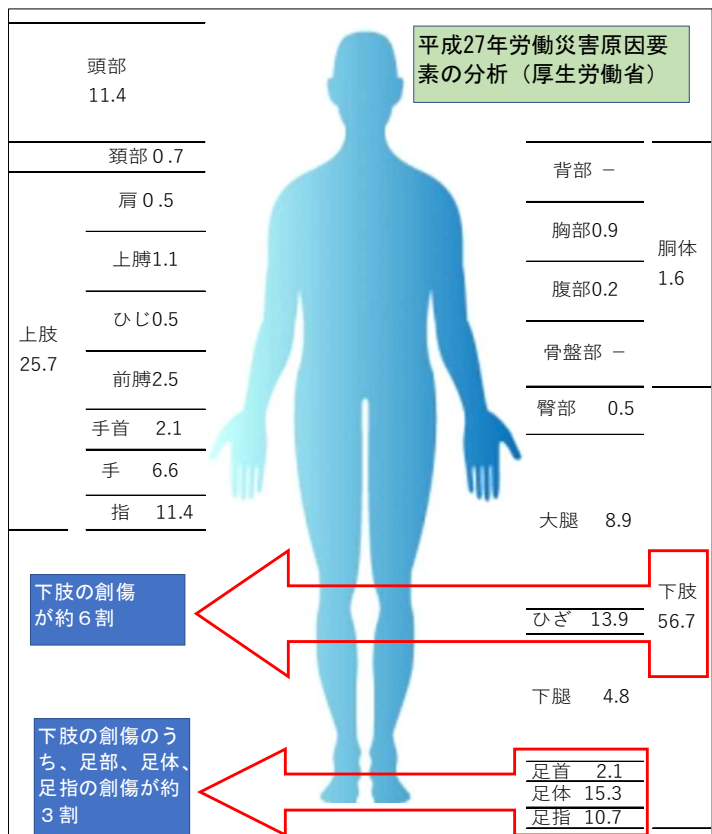 平成27年労働災害原因要
素の分析（厚生労働省）
頭部
11.4
頚部 0.7
肩 0.5
上膊1.1
ひじ0.5
前膊2.5
手首 2.1
手 6.6
指 11.4
上肢
25.7
背部 －
胸部0.9
腹部0.2
骨盤部 －
胴体
1.6
臀部 0.5
大腿 8.9
ひざ 13.9
下腿 4.8
足首 2.1
足体 15.3
足指 10.7
下肢
56.7
下肢の創傷
が約６割
下肢の創傷のう
ち、足部、足体、
足指の創傷が約
３割